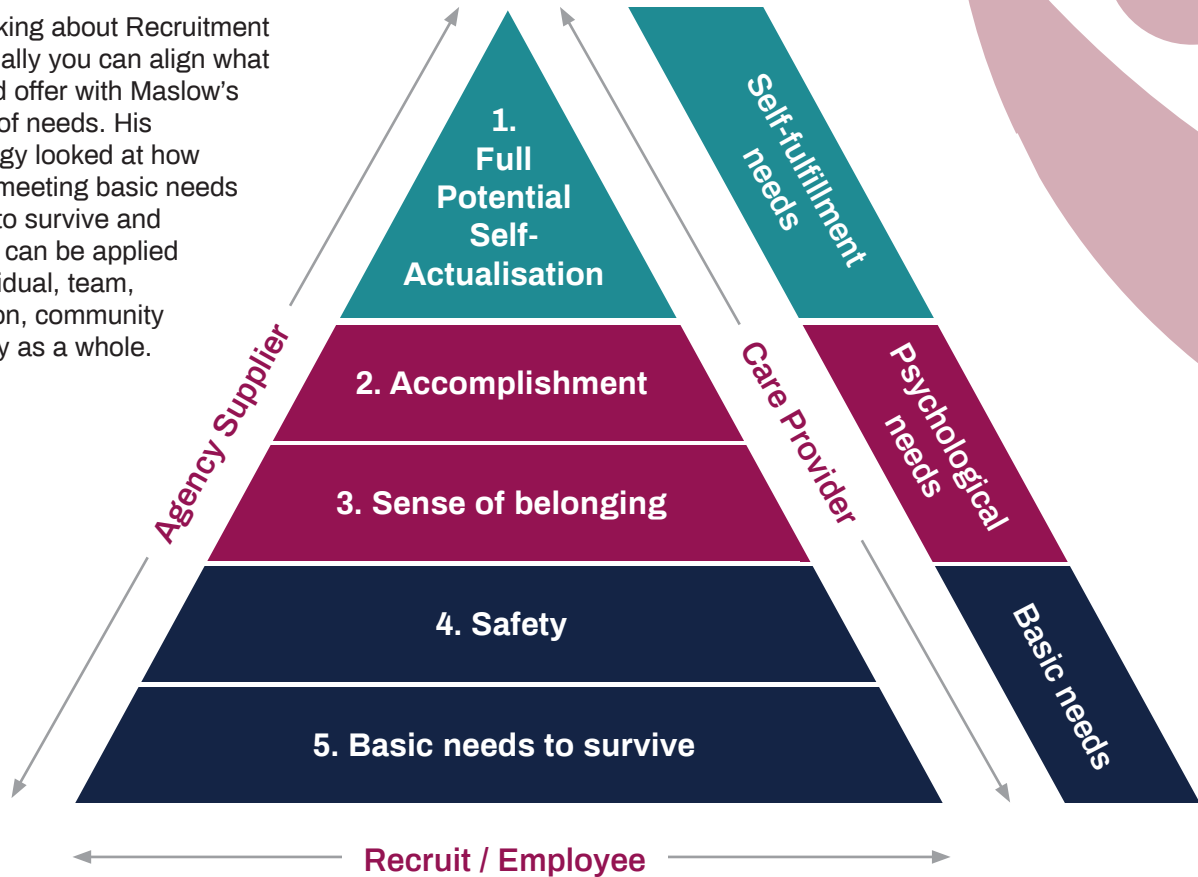 king about Recruitment
ally you can align what
d offer with Maslow's
of needs. His
gy looked at how
meeting basic needs
to survive and
can be applied
idual, team,
on, community
y as a whole.
1.
Full
Potential
Self-
Actualisation
2. Accomplishment
3. Sense of belonging
4. Safety
5. Basic needs to survive
Agency Supplier
Care Provider
Recruit / Employee
Self-fulfillment
needs
Psychological
needs
Basic needs